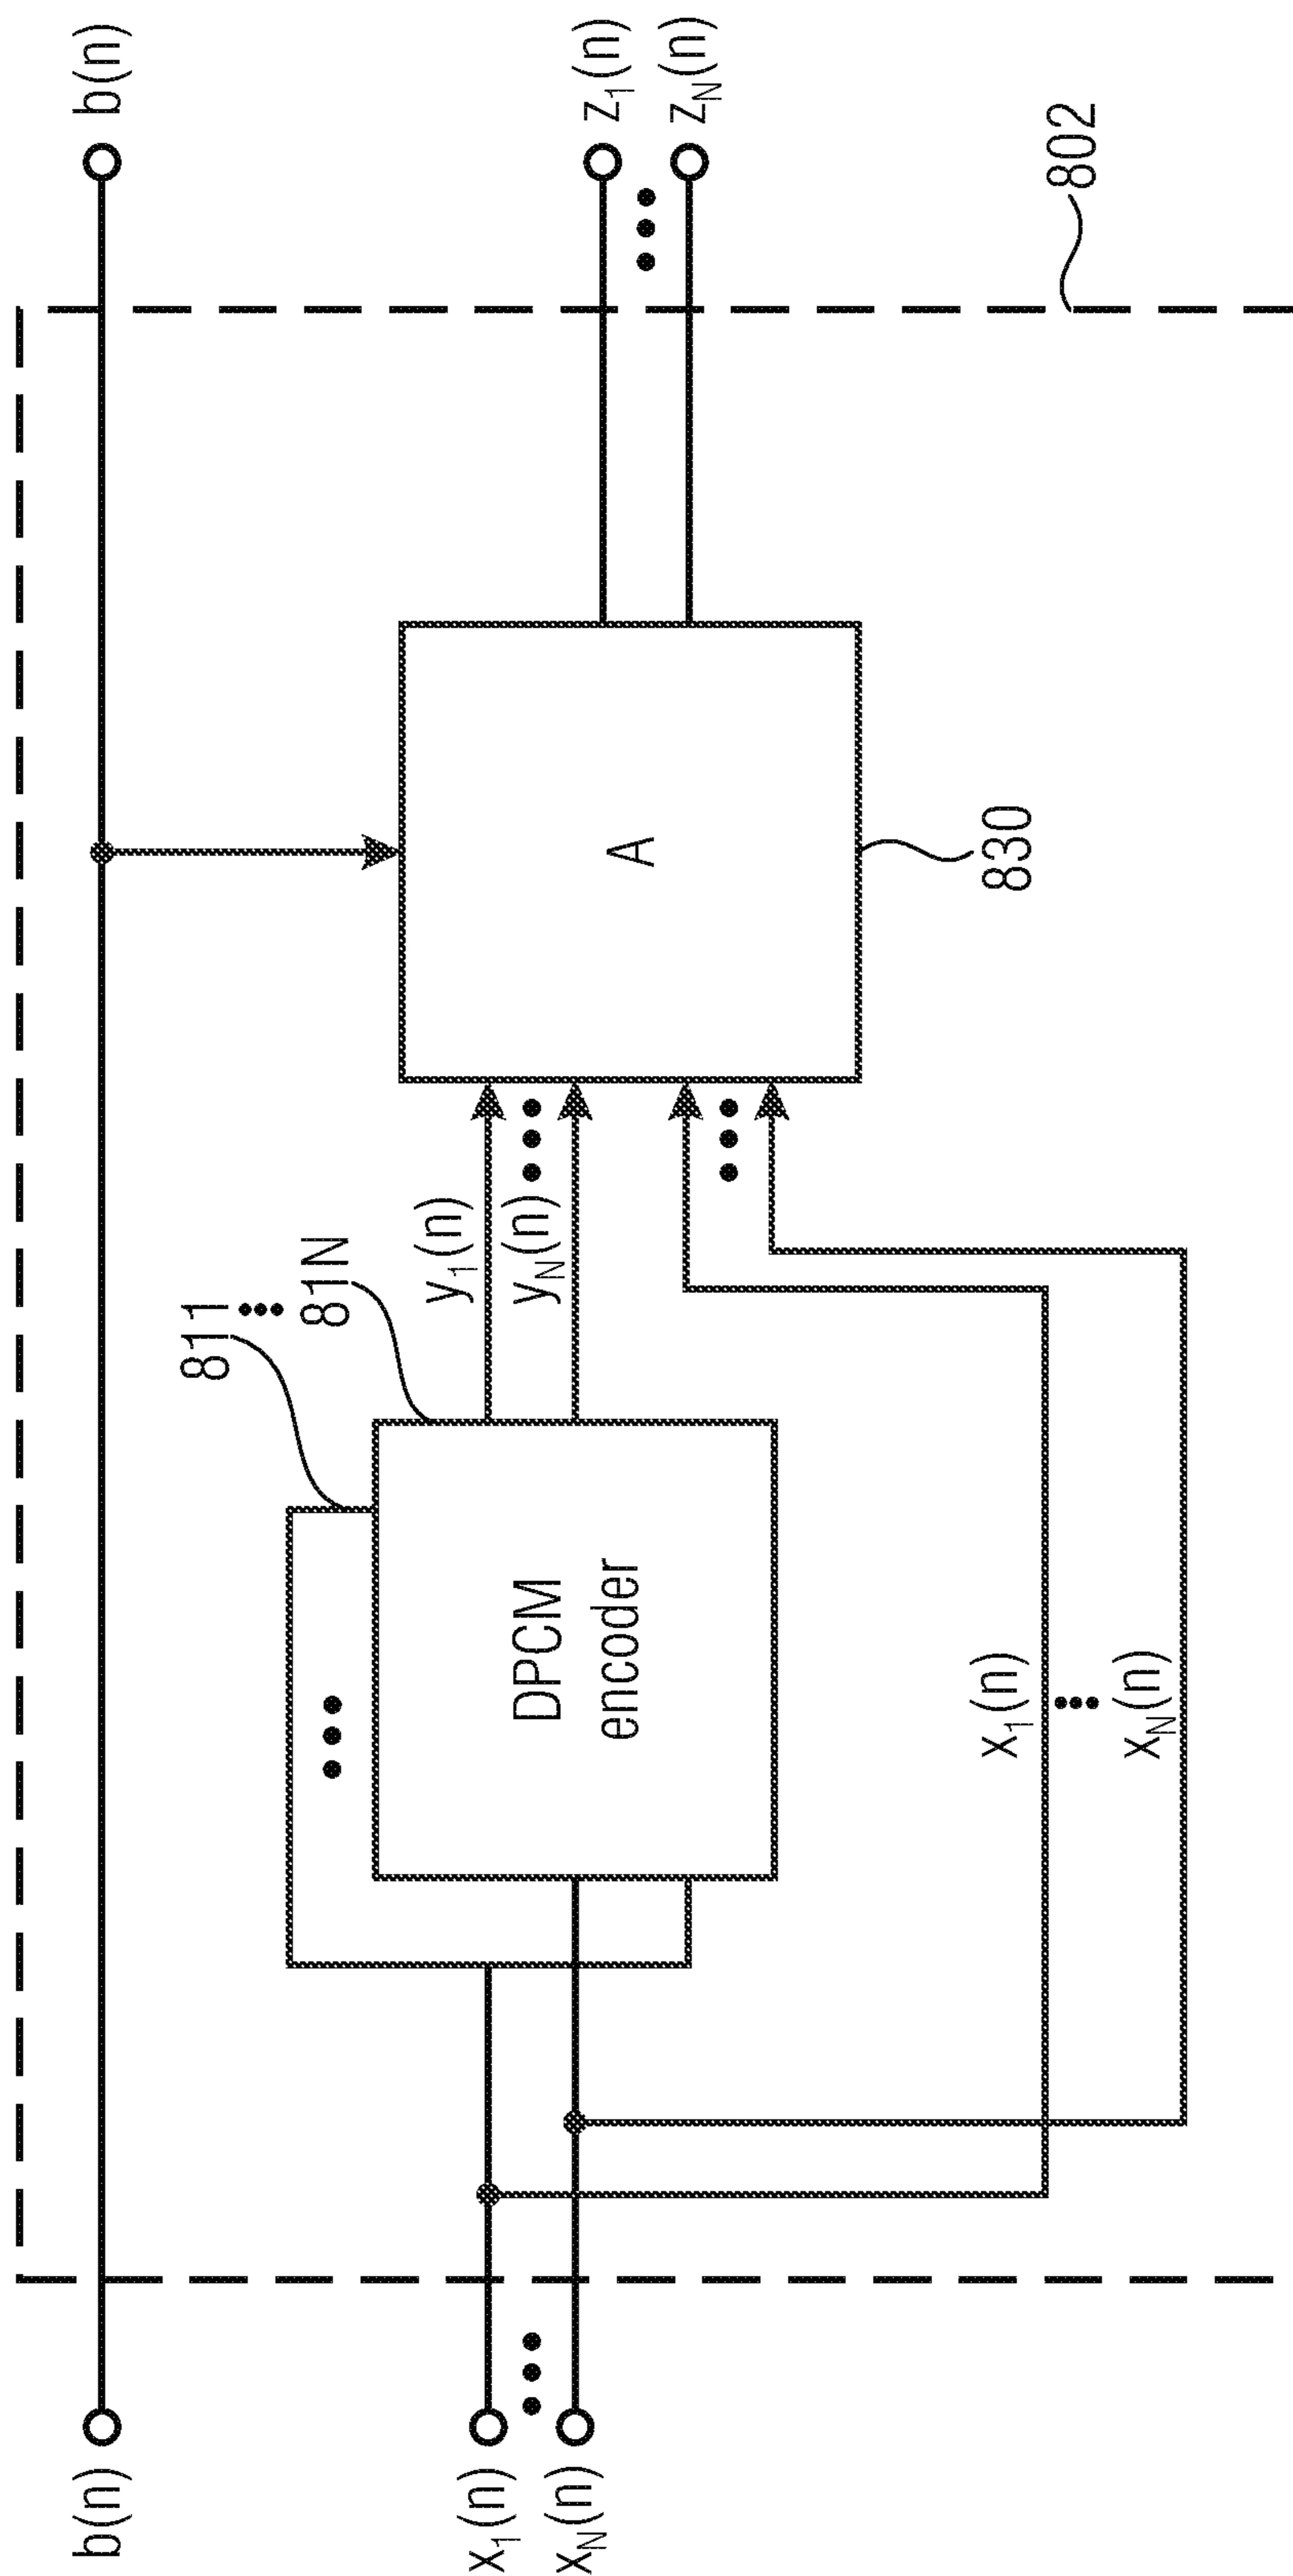 b(n)
b(n)
811
81N
x₁(n)
xN(n)
DPCM
encoder
y₁(n)
yN(n)
A
z₁(n)
zN(n)
830
x₁(n)
xN(n)
802